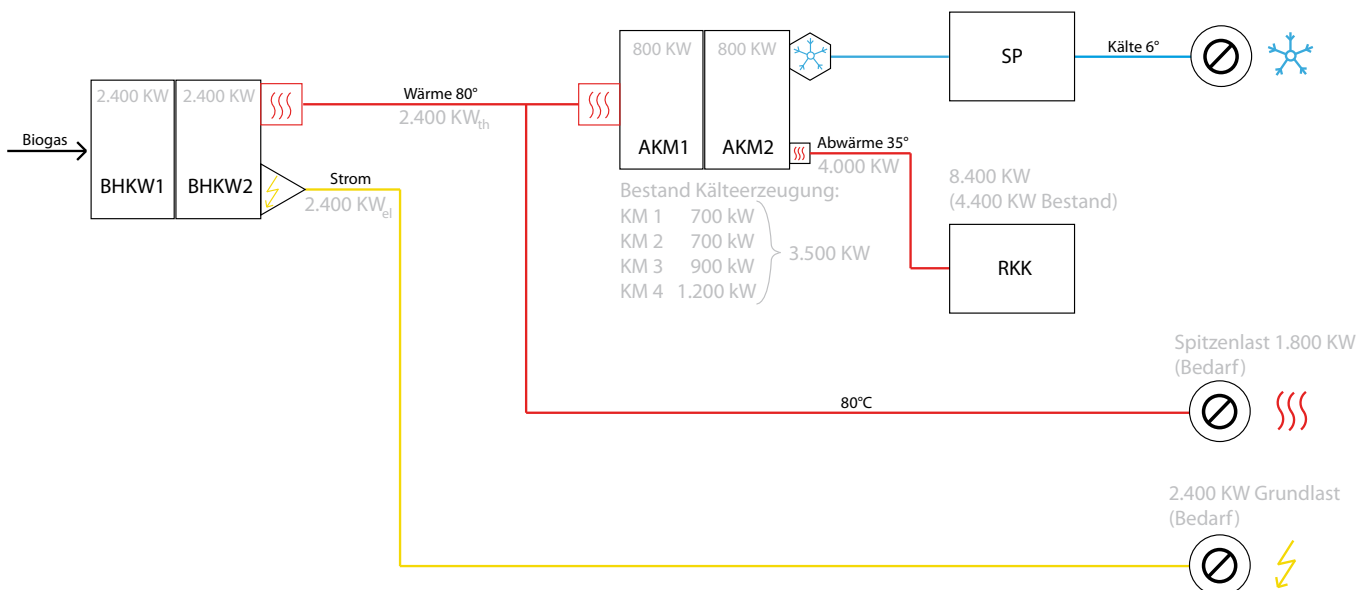 Biogas
2.400 KW
2.400 KW
BHKW1
BHKW2
Wärme 80°
2.400 KWth
Strom
2.400 KWel
800 KW
800 KW
AKM1
AKM2
Abwärme 35°
4.000 KW
Bestand Kälteerzeugung:
KM 1 700 kW
KM 2 700 kW
KM 3 900 kW
KM 4 1.200 kW
3.500 KW
SP
Kälte 6°
8.400 KW
(4.400 KW Bestand)
RKK
80°C
Spitzenlast 1.800 KW
(Bedarf)
2.400 KW Grundlast
(Bedarf)